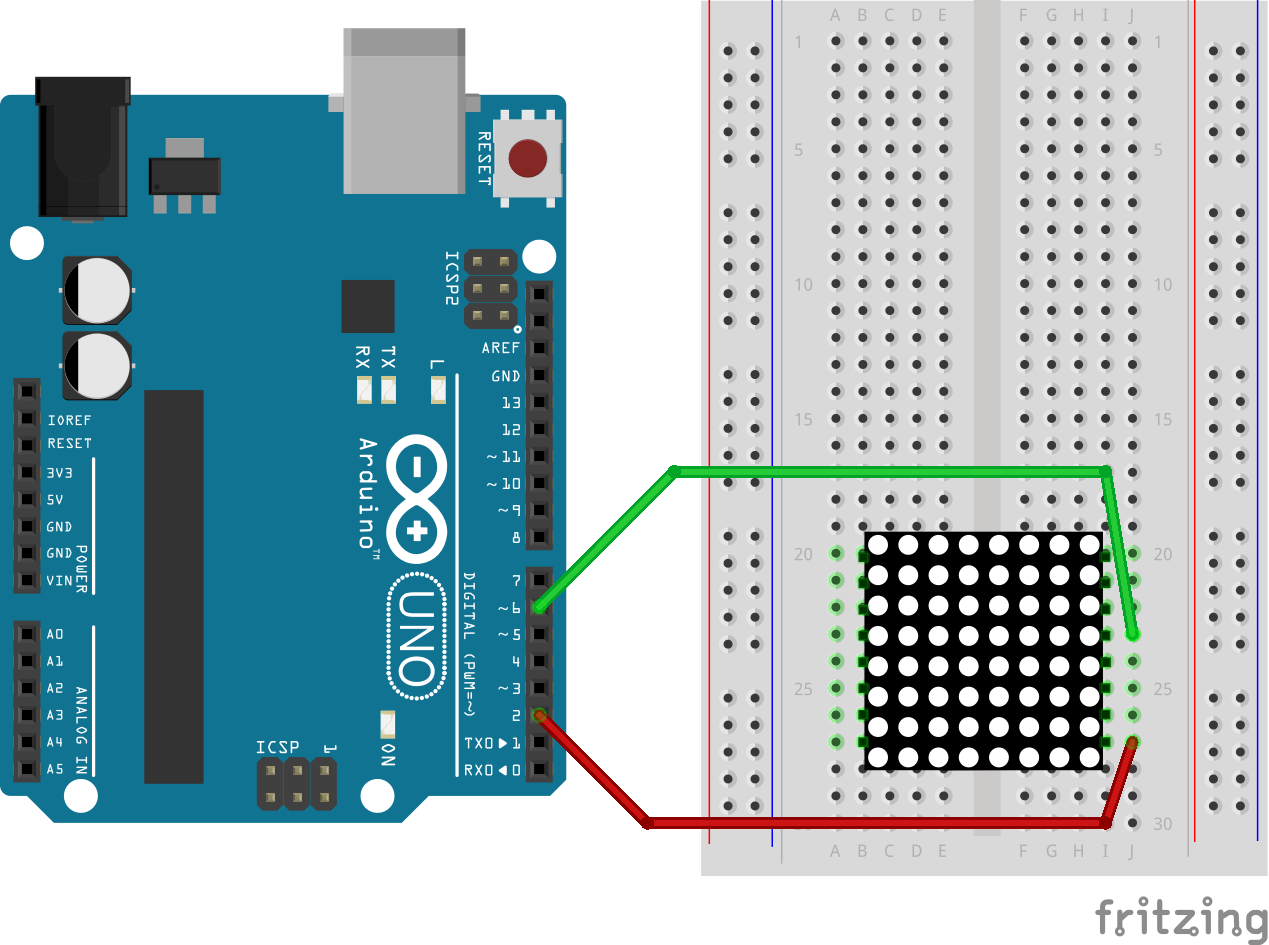 RESET
ICSP2
AREF
GND
13
12
~11
~10
~9
8
7
~6
~5
4
~3
2
TX0▶1
RX0◀0
RX
TX
L
Arduino™
UNO
DIGITAL (PWM=~)
IOREF
RESET
3V3
5V
GND
GND
VIN
POWER
A0
A1
A2
A3
A4
A5
ANALOG IN
ICSP
1
ON
A B C D E F G H I J
1 1
5 5
10 10
15 15
20 20
25 25
30
A B C D E F G H I J
fritzing